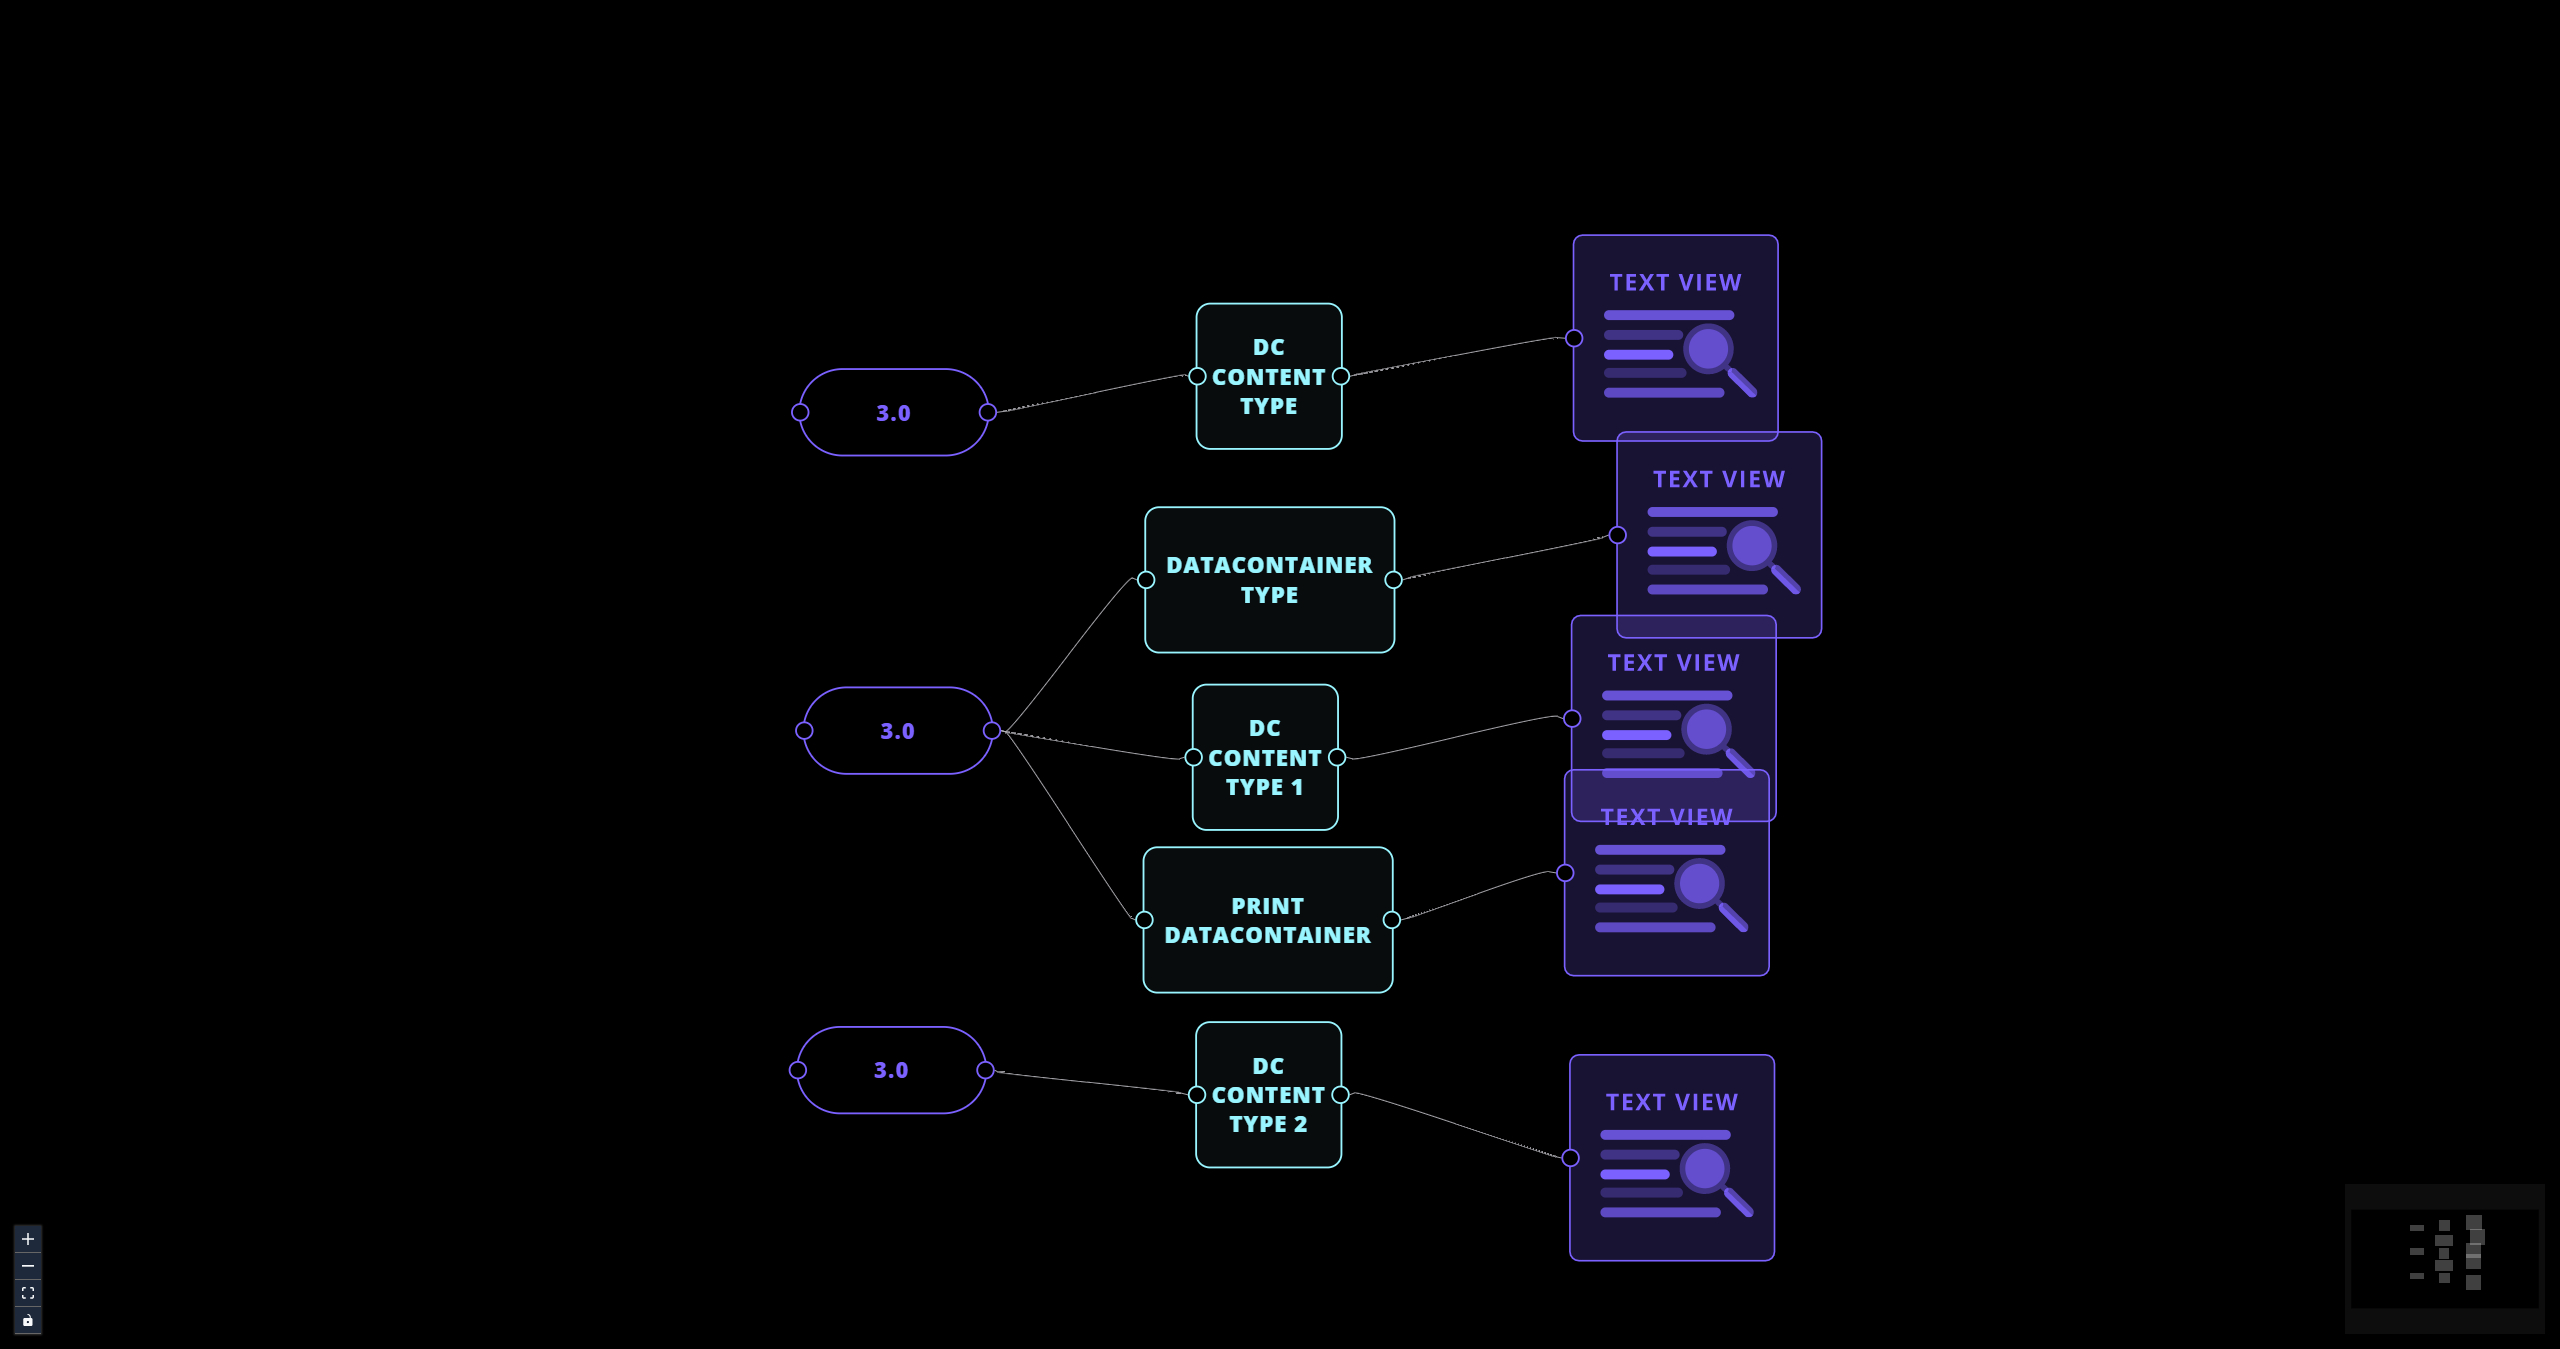 TEXT VIEW
DC
CONTENT
TYPE
3.0
TEXT VIEW
DATACONTAINER
TYPE
TEXT VIEW
3.0
DC
CONTENT
TYPE 1
TEXT VIEW
PRINT
DATACONTAINER
3.0
DC
CONTENT
TYPE 2
TEXT VIEW